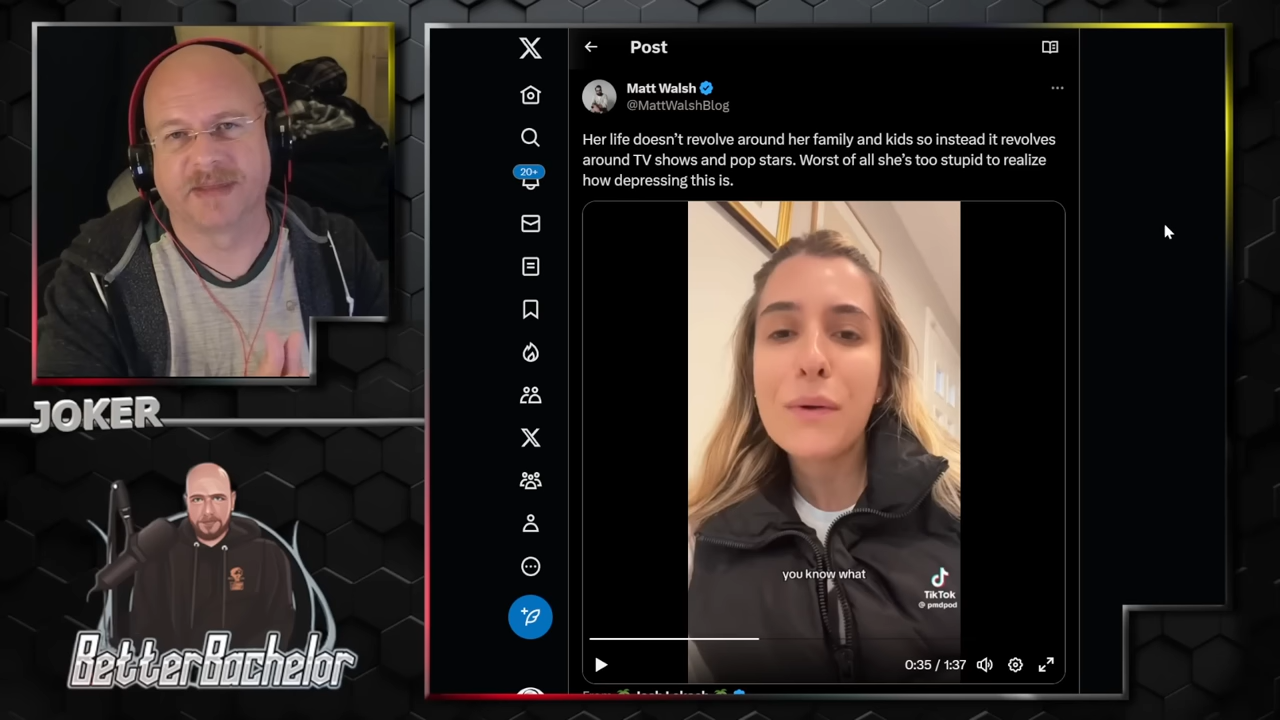 Post
Matt Walsh
@MattWalshBlog
Her life doesn't revolve around her family and kids so instead it revolves
around TV shows and pop stars. Worst of all she's too stupid to realize
how depressing this is.
20+
you know what
TikTok
@ pmdpod
0:35 / 1:37
JOKER
BetterBachelor